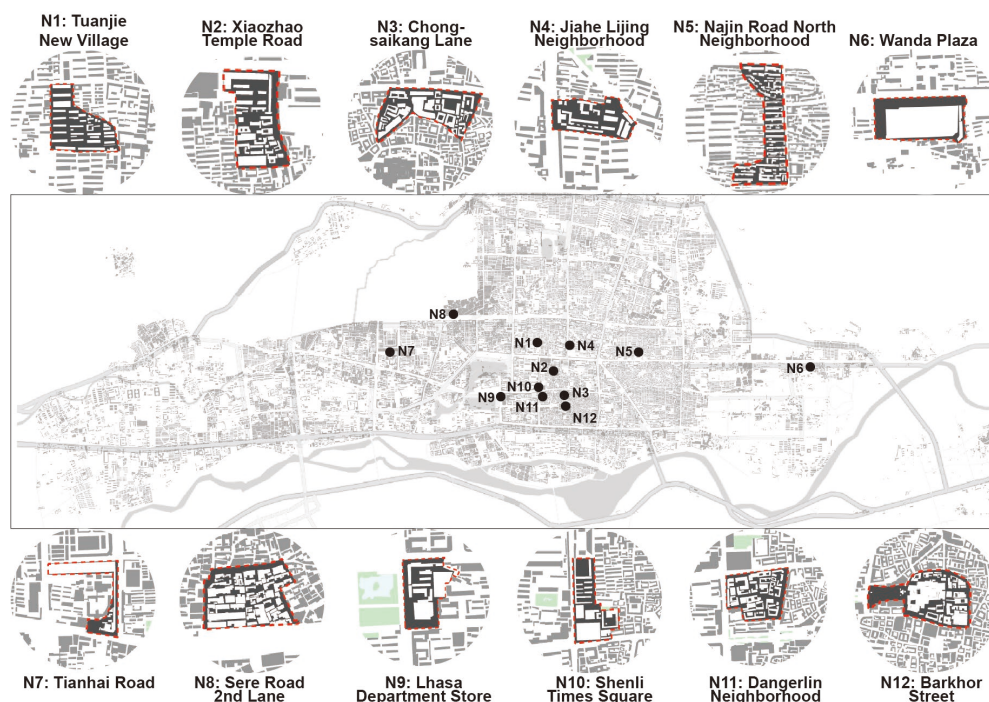 N1: Tuanjie
New Village
N2: Xiaozhao
Temple Road
N3: Chong-
saikang Lane
N4: Jiahe Lijing
Neighborhood
N5: Najin Road North
Neighborhood
N6: Wanda Plaza
N8
N1
N4
N7
N5
N2
N6
N10
N3
N9
N11
N12
N7: Tianhai Road
N8: Sere Road
2nd Lane
N9: Lhasa
Department Store
N10: Shenli
Times Square
N11: Dangerlin
Neighborhood
N12: Barkhor
Street